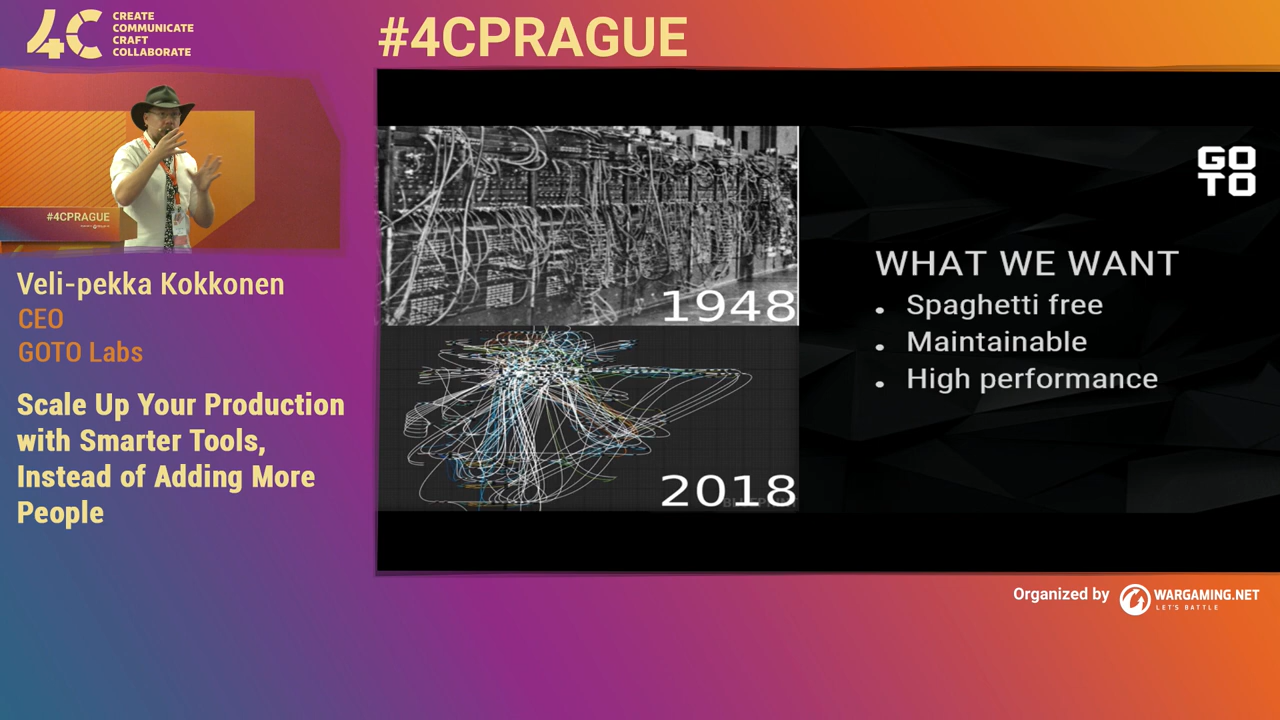 4C
CREATE
COMMUNICATE
CRAFT
COLLABORATE
#4CPRAGUE
#4CPRAGUE
Veli-pekka Kokkonen
CEO
GOTO Labs
Scale Up Your Production
with Smarter Tools,
Instead of Adding More
People
1948
2018
GO
TO
WHAT WE WANT
• Spaghetti free
• Maintainable
• High performance
Organized by
WARGAMING.NET
LET'S BATTLE